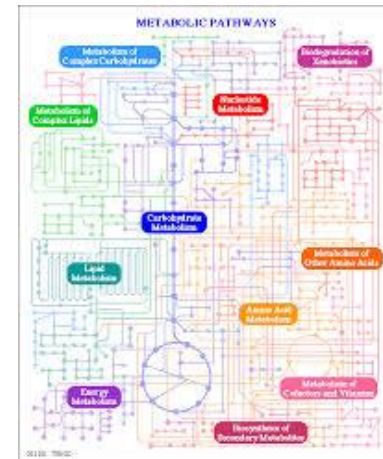 METABOLIC PATHWAYS
Metabolism of
Complex Carbohydrates
Biodegradation of
Xenobiotics
Nucleotide
Metabolism
Metabolism of
Complex Lipids
Carbohydrate
Metabolism
Metabolism of
Other Amino Acids
Lipid
Metabolism
Amino Acid
Metabolism
Metabolism of
Cofactors and Vitamins
Energy
Metabolism
Biosynthesis of
Secondary Metabolites